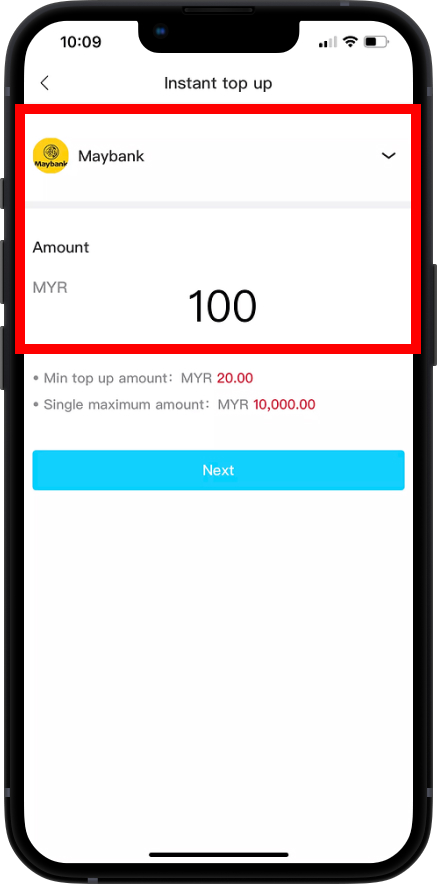 10:09
Instant top up
Maybank
Maybank
Amount
MYR
100
• Min top up amount: MYR 20.00
• Single maximum amount: MYR 10,000.00
Next